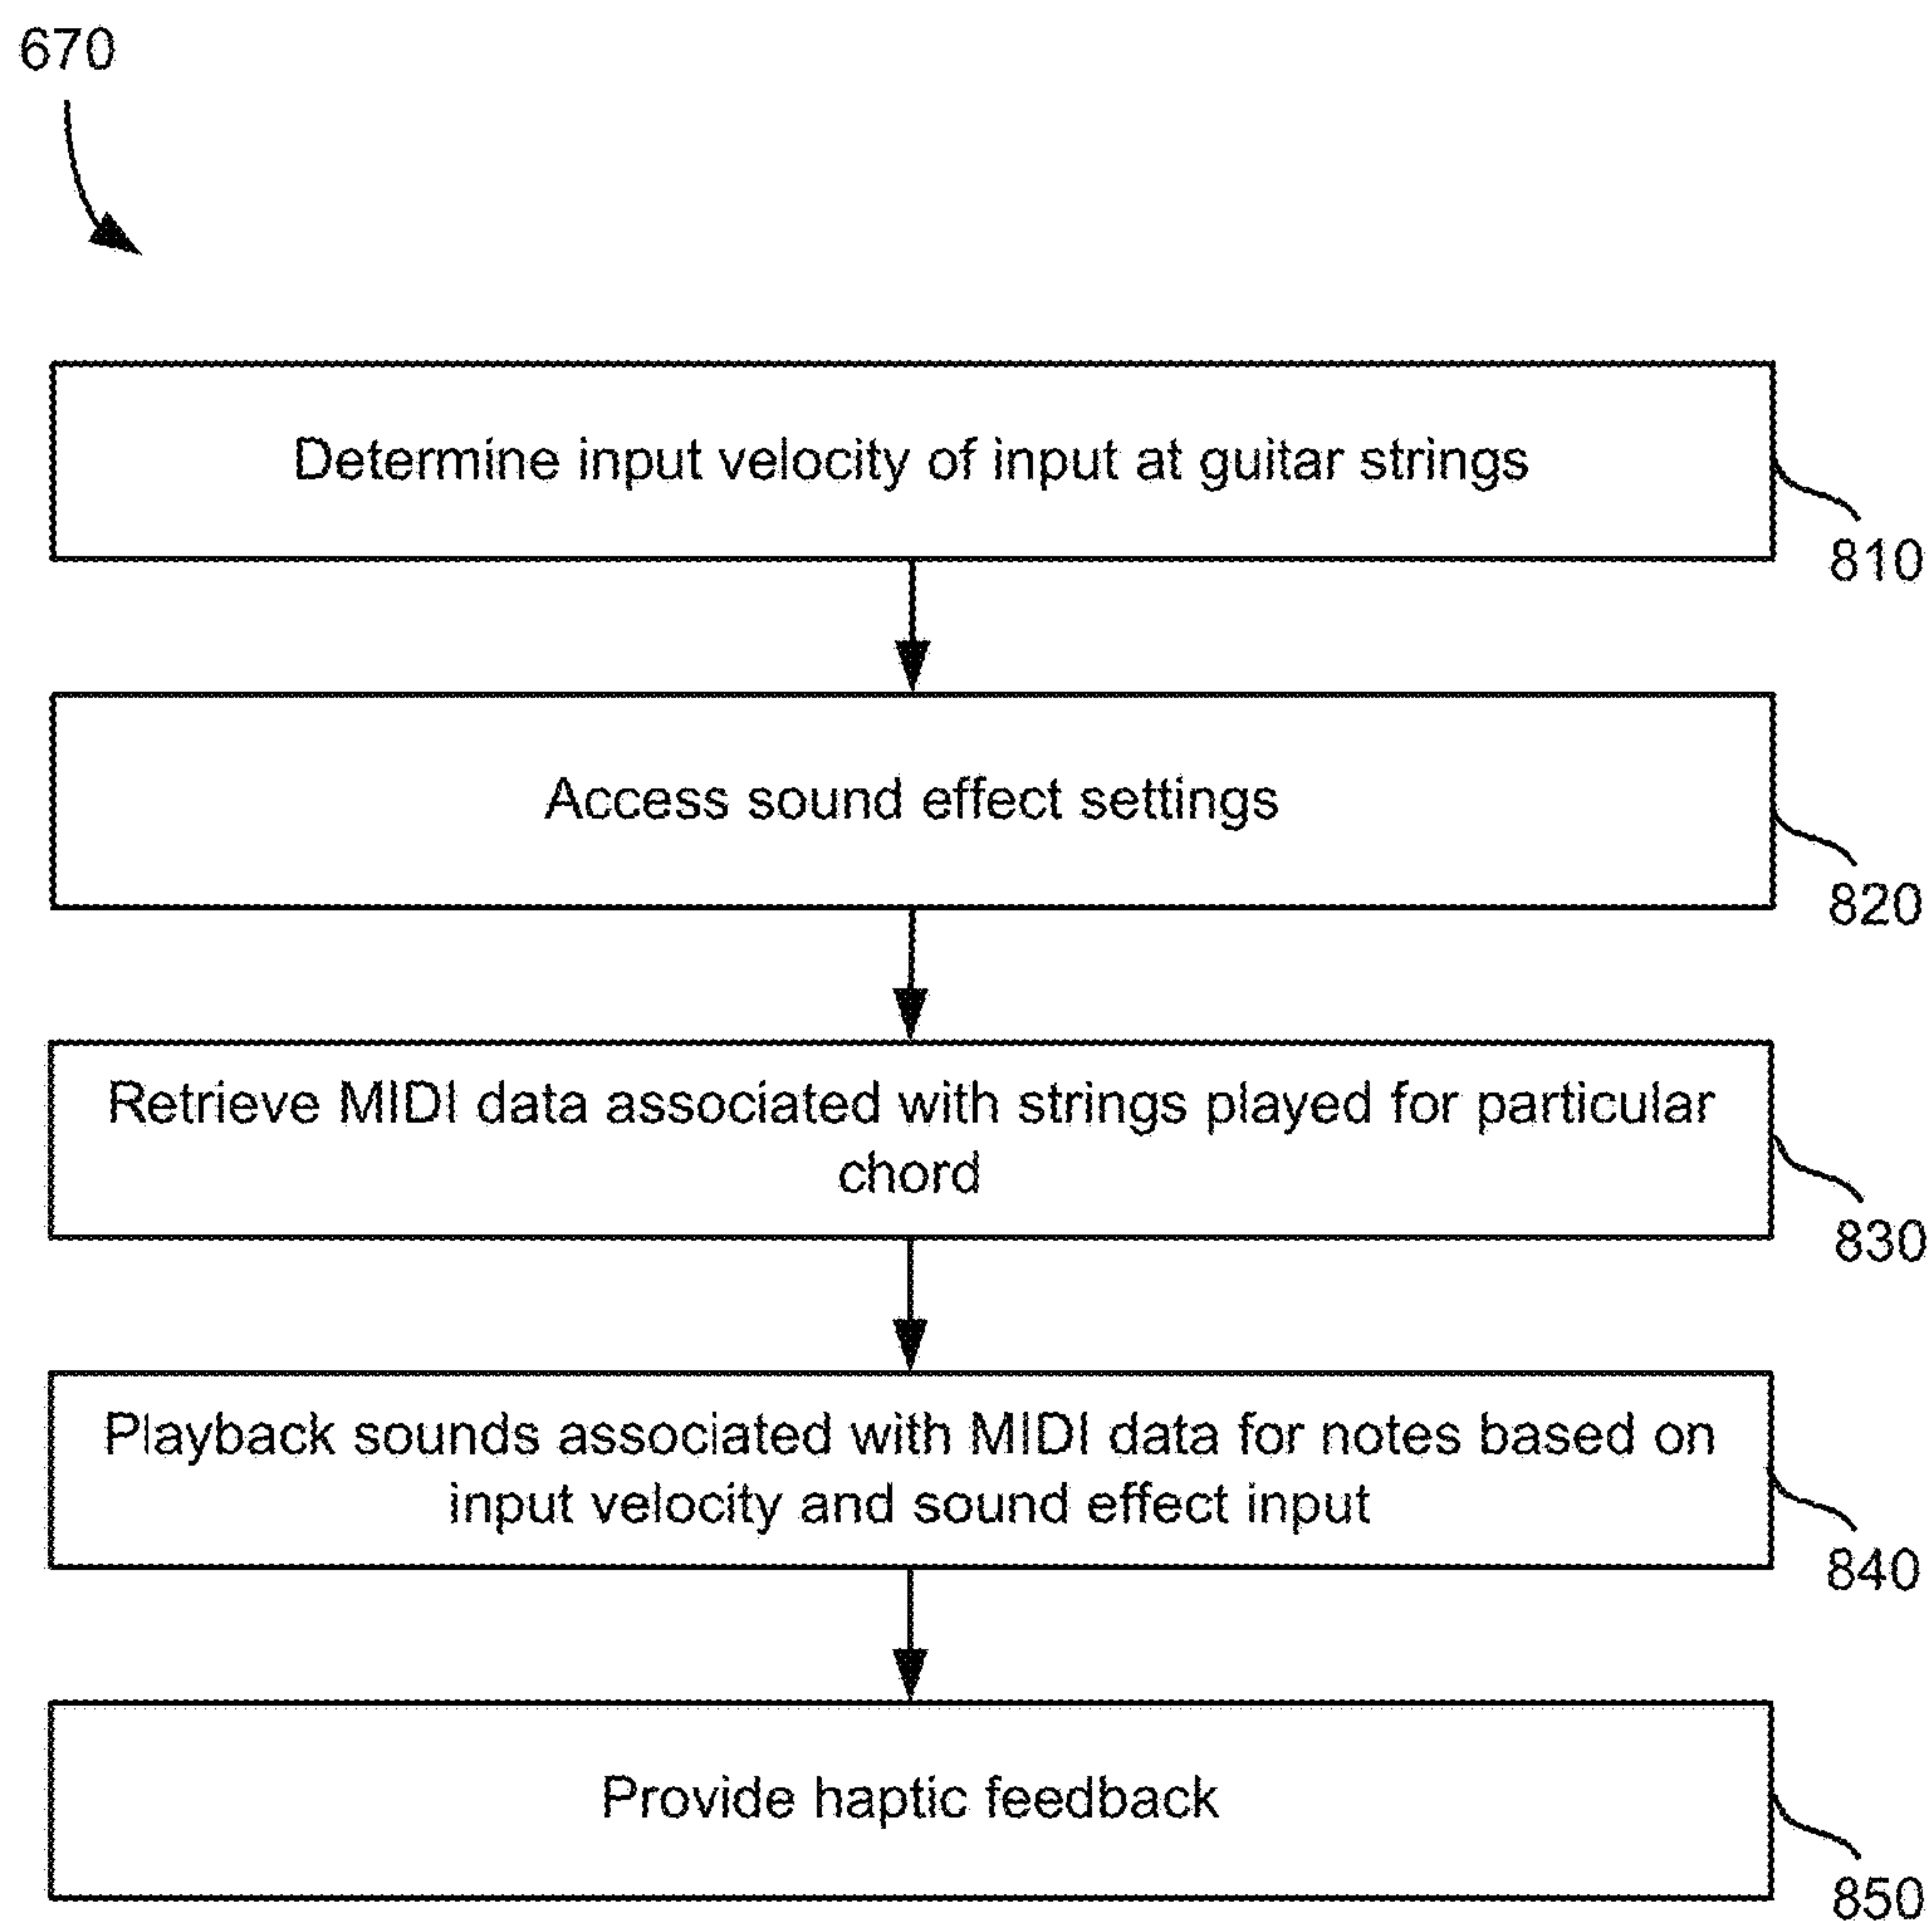 670
Determine input velocity of input at guitar strings
810
Access sound effect settings
820
Retrieve MIDI data associated with strings played for particular
chord
830
Playback sounds associated with MIDI data for notes based on
input velocity and sound effect input
840
Provide haptic feedback
850